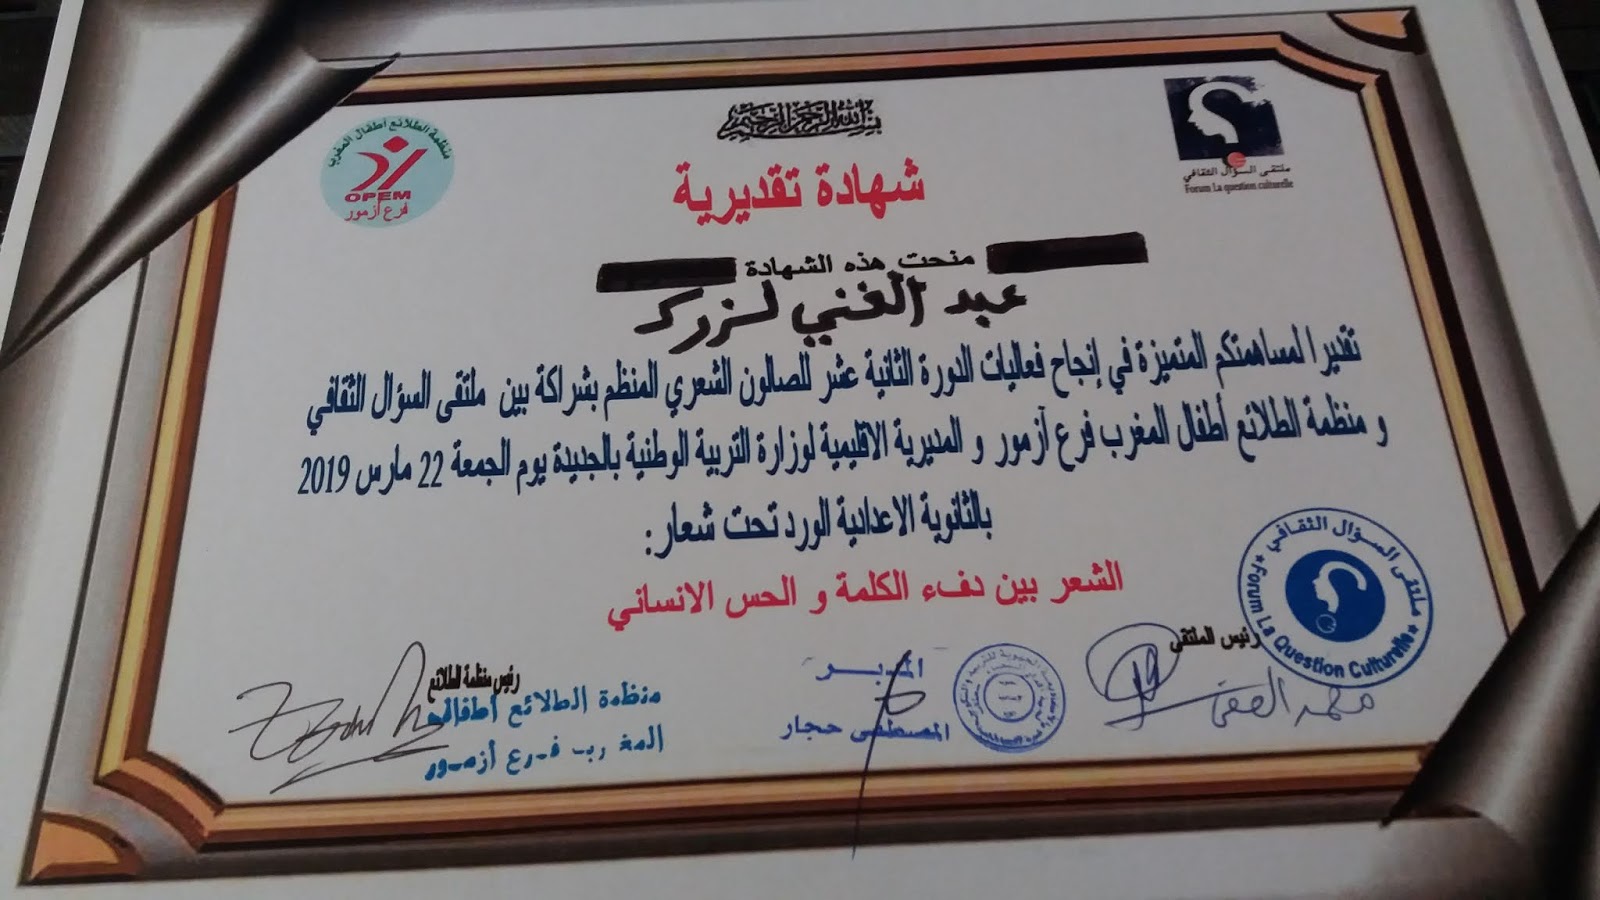 بسم الله الرحمن الرحيم
منظمة الطلائع أطفال المغرب
OPEM
فرع أزمور
ملتقى السؤال الثقافي
Forum La question culturelle
شهادة تقديرية
منحت هذه الشهادة
عبد الغني لزرك
تقديرا لمساهمتكم المتميزة في إنجاح فعاليات الدورة الثانية عشر للصالون الشعري المنظم بشراكة بين ملتقى السؤال الثقافي
و منظمة الطلائع أطفال المغرب فرع آزمور و المديرية الاقليمية لوزارة التربية الوطنية بالجديدة يوم الجمعة 22 مارس 2019
بالثانوية الاعدادية الورد تحت شعار:
الشعر بين دفء الكلمة و الحس الانساني
رئيس الملتقى
ملتقى السؤال الثقافي
Forum La Question Culturelle
المدير
المصطفى حجار
رئيس منظمة الطلائع
منظمة الطلائع أطفال
المغرب فرع أزمور